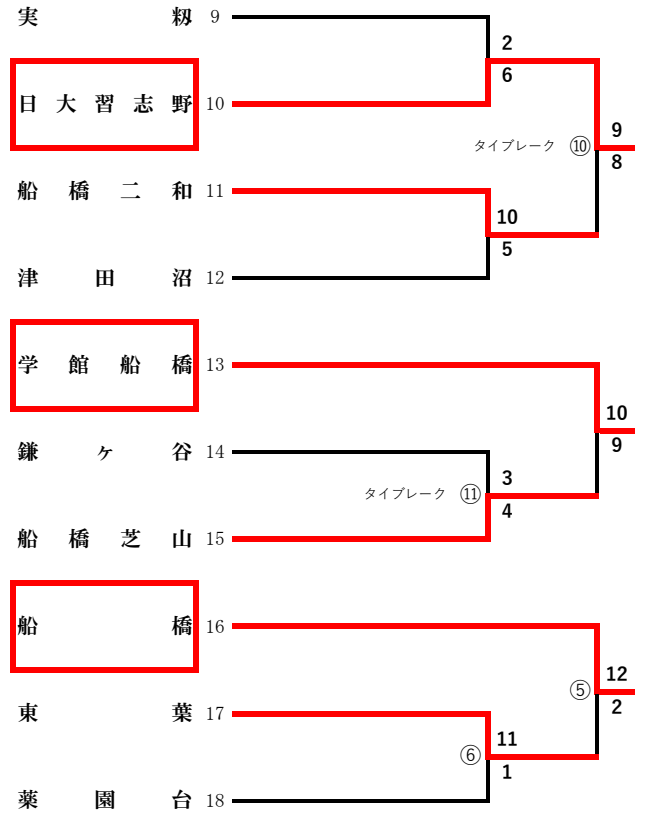 実籾 9
2
日大習志野 10
6
9
タイブレーク ⑩
8
船橋二和 11
10
5
津田沼 12
学館船橋 13
10
9
鎌ヶ谷 14
3
タイブレーク ⑪
4
船橋芝山 15
船橋 16
12
⑤
2
東葉 17
11
⑥
1
薬園台 18